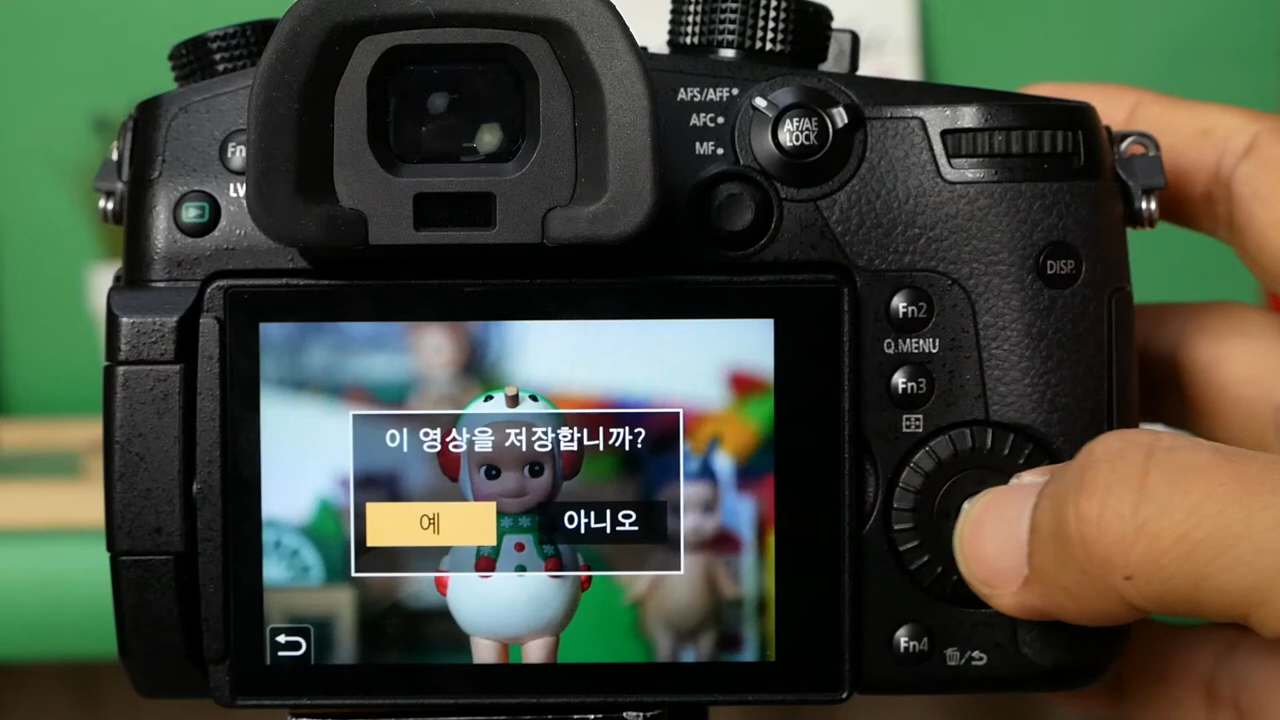 AFS/AFF
AFC
MF
AF/AE
LOCK
Fn
LV
DISP.
Fn2
Q.MENU
Fn3
이 영상을 저장합니까?
예 아니오
Fn4